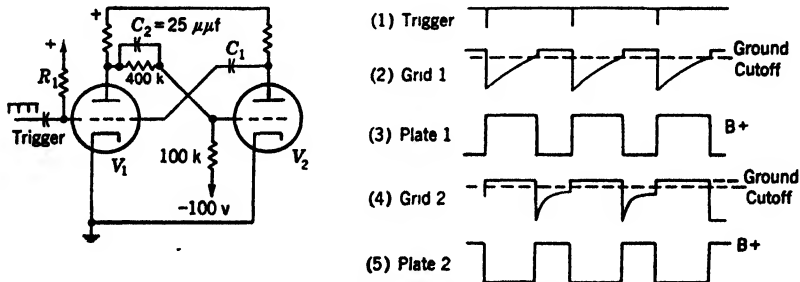 +
C₂ = 25 μμf
C₁
+
R₁
400 k
Trigger
V₁
100 k
V₂
−100 v
(1) Trigger
(2) Grid 1
Ground
Cutoff
(3) Plate 1
B+
(4) Grid 2
Ground
Cutoff
(5) Plate 2
B+